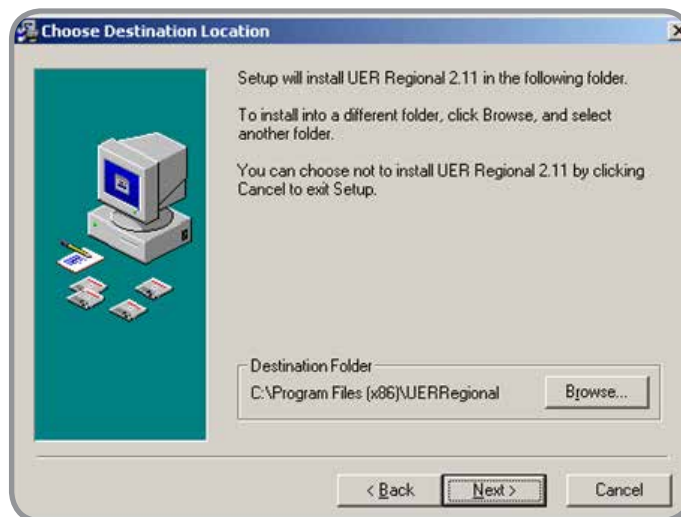 Choose Destination Location
Setup will install UER Regional 2.11 in the following folder.
To install into a different folder, click Browse, and select
another folder.
You can choose not to install UER Regional 2.11 by clicking
Cancel to exit Setup.
Destination Folder
C:\Program Files (x86)\UERRegional
Browse...
< Back
Next >
Cancel